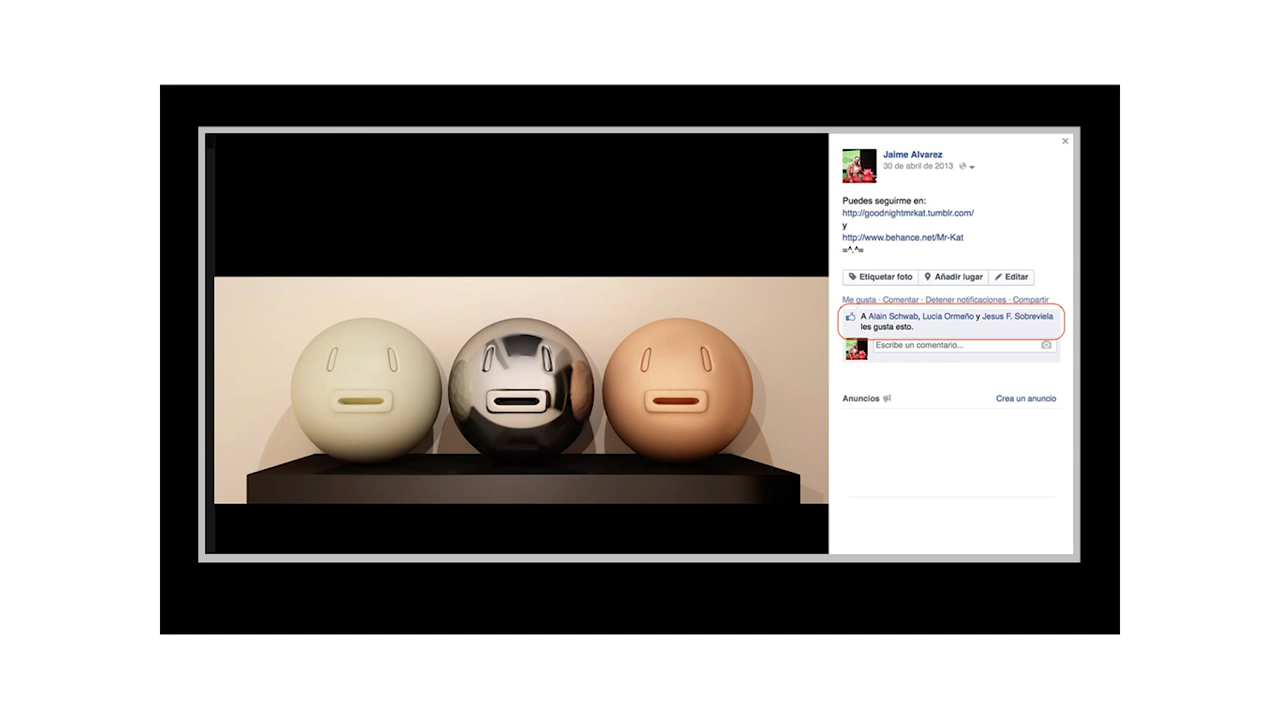 Jaime Alvarez
30 de abril de 2013
Puedes seguirme en:
http://goodnightmrkat.tumblr.com/
y
http://www.behance.net/Mr-Kat
=^.^=
Etiquetar foto Añadir lugar Editar
Me gusta · Comentar · Detener notificaciones · Compartir
A Alain Schwab, Lucia Ormeño y Jesus F. Sobreviela
les gusta esto.
Escribe un comentario...
Anuncios Crea un anuncio